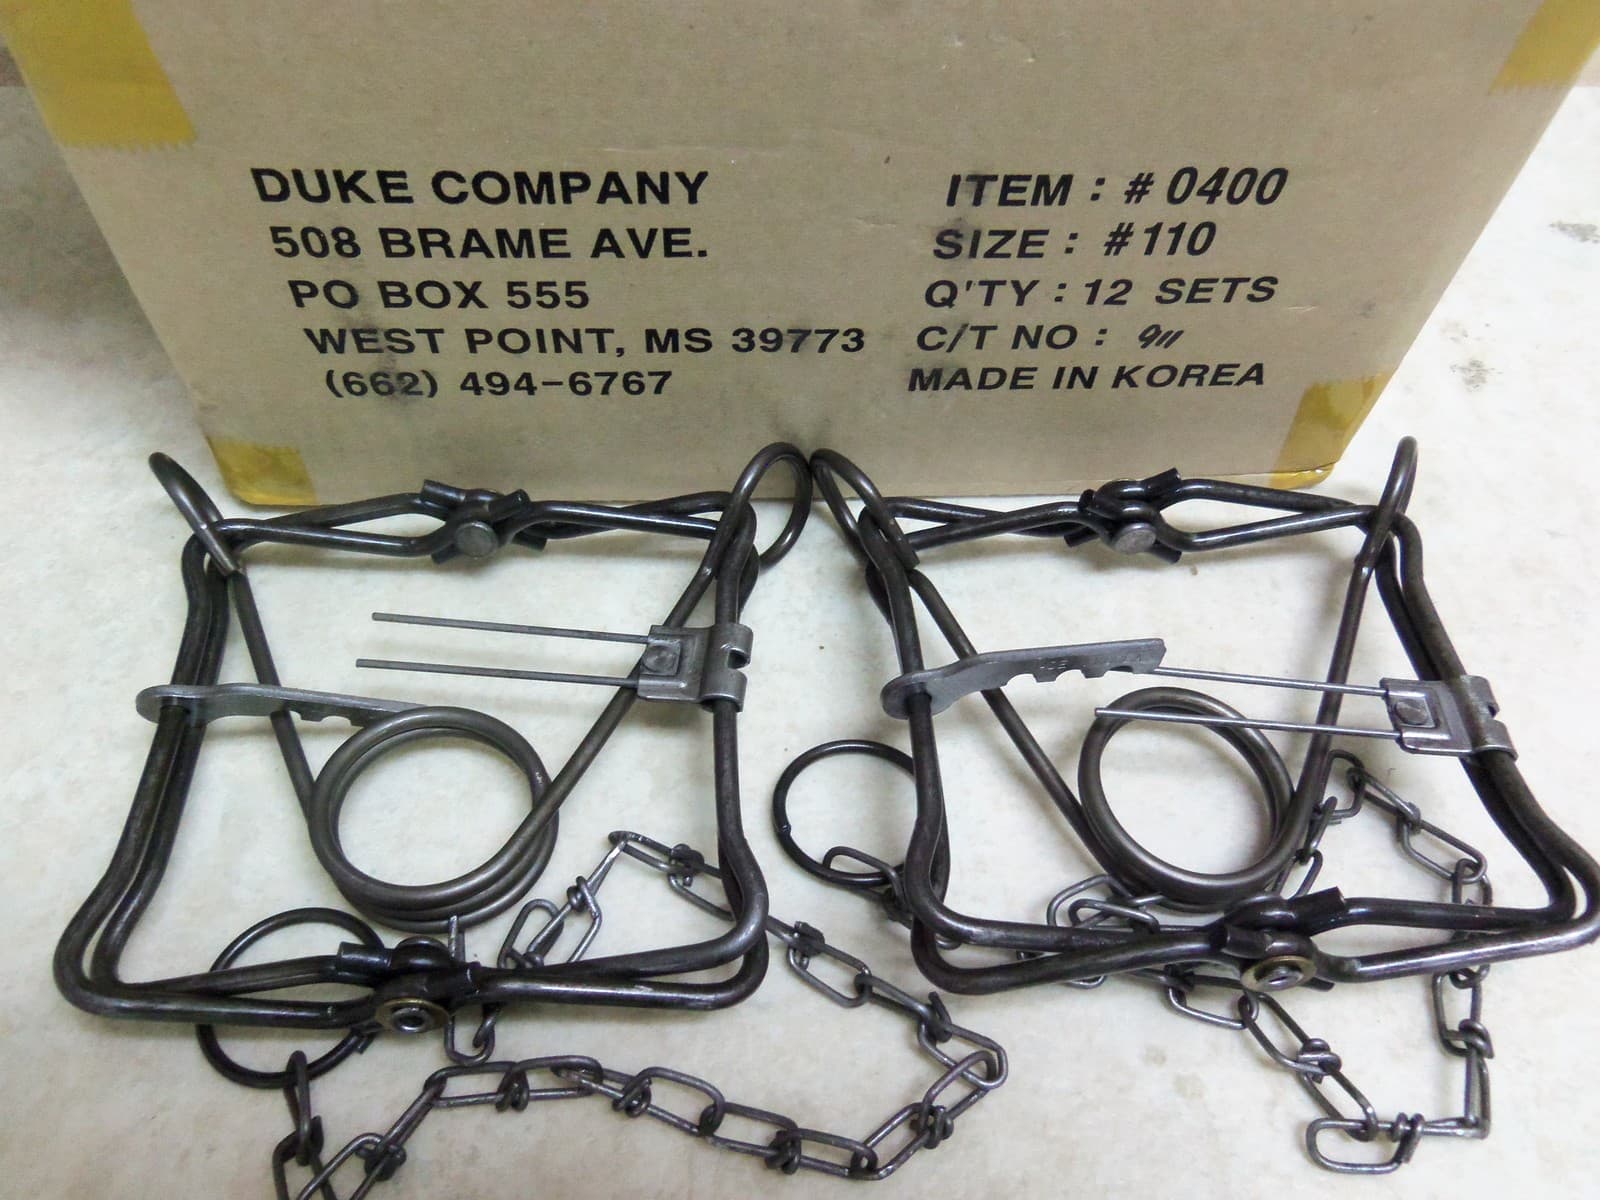 DUKE COMPANY
508 BRAME AVE.
PO BOX 555
WEST POINT, MS 39773
(662) 494-6767
ITEM : # 0400
SIZE : #110
Q'TY : 12 SETS
C/T NO : 911
MADE IN KOREA